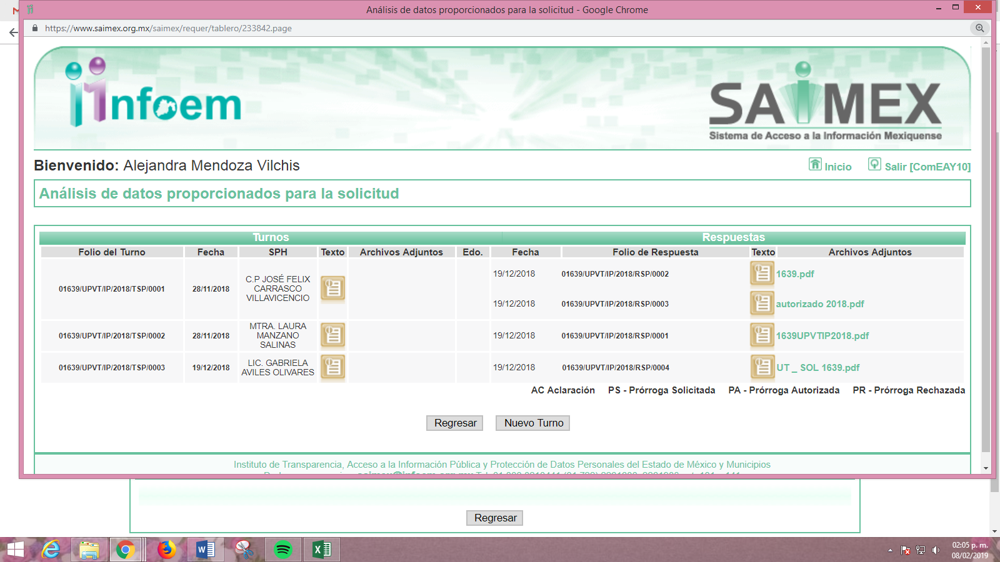 Análisis de datos proporcionados para la solicitud - Google Chrome
https://www.saimex.org.mx/saimex/requer/tablero/233842.page
infoem
SAIMEX
Sistema de Acceso a la Información Mexiquense
Bienvenido: Alejandra Mendoza Vilchis
Inicio Salir [ComEAY10]
Análisis de datos proporcionados para la solicitud
Turnos Respuestas
Folio del Turno Fecha SPH Texto Archivos Adjuntos Edo. Fecha Folio de Respuesta Texto Archivos Adjuntos
01639/UPVT/IP/2018/TSP/0001 28/11/2018 C.P JOSÉ FELIX
CARRASCO
VILLAVICENCIO
19/12/2018 01639/UPVT/IP/2018/RSP/0002 1639.pdf
19/12/2018 01639/UPVT/IP/2018/RSP/0003 autorizado 2018.pdf
01639/UPVT/IP/2018/TSP/0002 28/11/2018 MTRA. LAURA
MANZANO
SALINAS
19/12/2018 01639/UPVT/IP/2018/RSP/0001 1639UPVTIP2018.pdf
01639/UPVT/IP/2018/TSP/0003 19/12/2018 LIC. GABRIELA
AVILES OLIVARES
19/12/2018 01639/UPVT/IP/2018/RSP/0004 UT _ SOL 1639.pdf
AC Aclaración PS - Prórroga Solicitada PA - Prórroga Autorizada PR - Prórroga Rechazada
Regresar Nuevo Turno
Instituto de Transparencia, Acceso a la Información Pública y Protección de Datos Personales del Estado de México y Municipios
Regresar
02:05 p. m.
08/02/2019